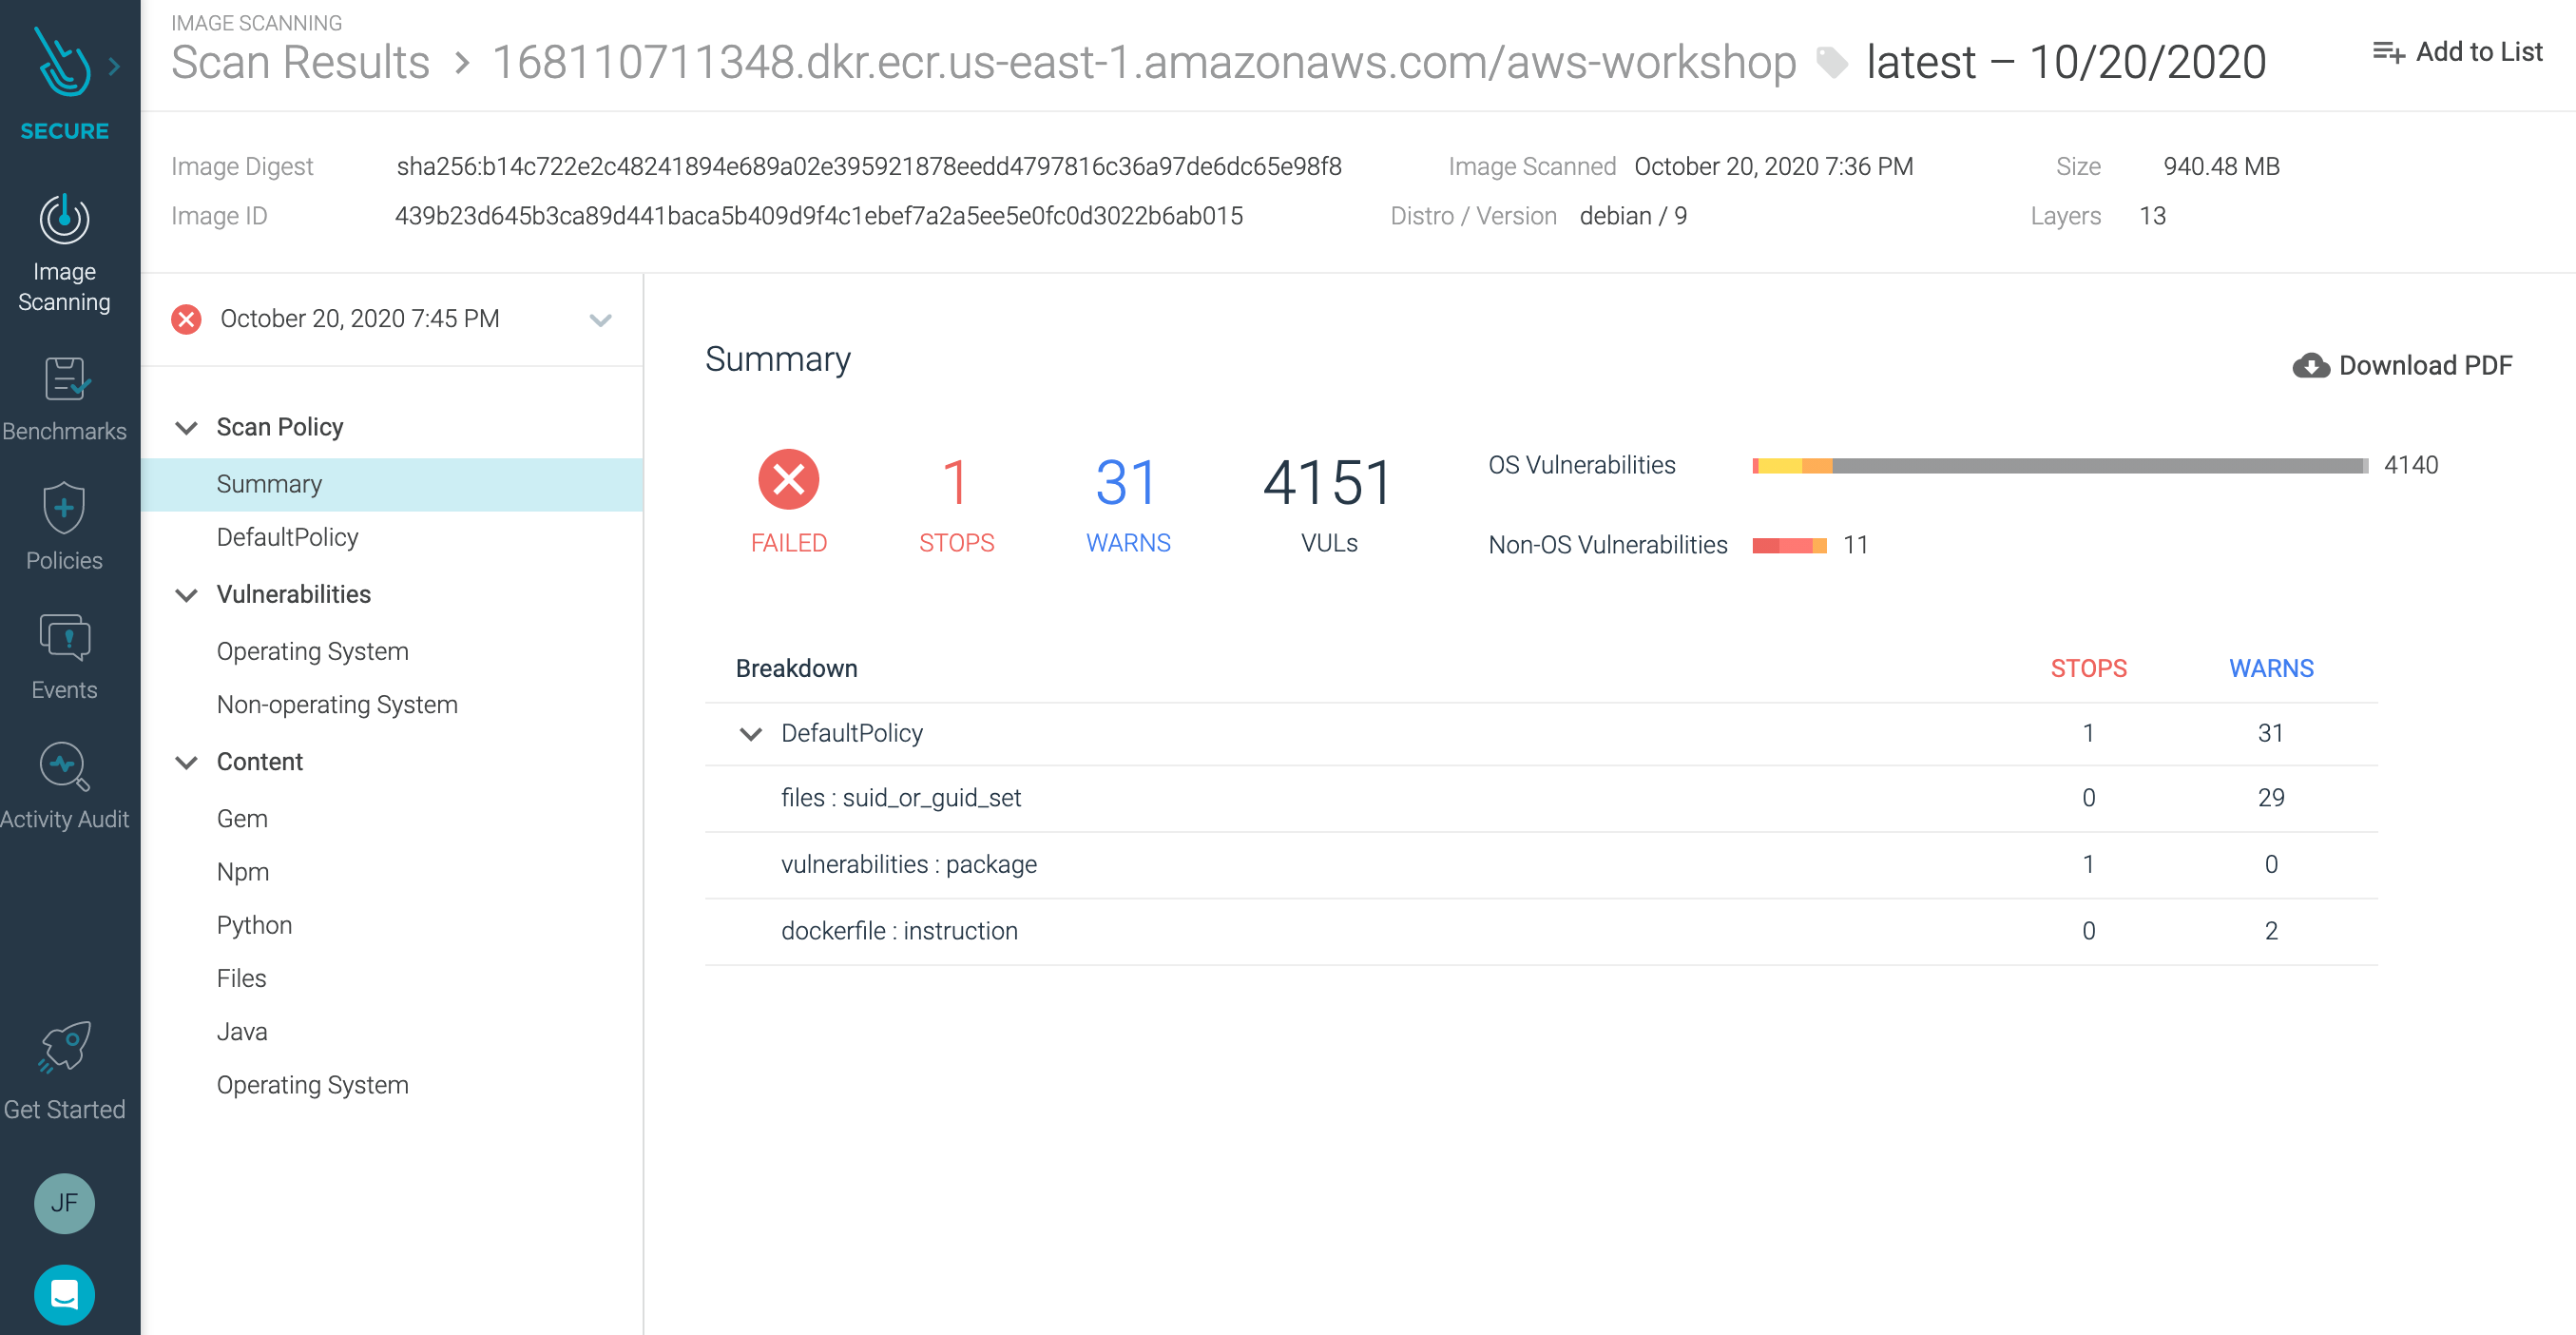 IMAGE SCANNING
Scan Results > 168110711348.dkr.ecr.us-east-1.amazonaws.com/aws-workshop latest – 10/20/2020
Add to List
SECURE
Image Scanning
Benchmarks
Policies
Events
Activity Audit
Get Started
JF
Image Digest sha256:b14c722e2c48241894e689a02e395921878eedd4797816c36a97de6dc65e98f8 Image Scanned October 20, 2020 7:36 PM Size 940.48 MB
Image ID 439b23d645b3ca89d441baca5b409d9f4c1ebef7a2a5ee5e0fc0d3022b6ab015 Distro / Version debian / 9 Layers 13
October 20, 2020 7:45 PM
Scan Policy
Summary
DefaultPolicy
Vulnerabilities
Operating System
Non-operating System
Content
Gem
Npm
Python
Files
Java
Operating System
Summary
Download PDF
1 31 4151
FAILED STOPS WARNS VULs
OS Vulnerabilities 4140
Non-OS Vulnerabilities 11
Breakdown STOPS WARNS
DefaultPolicy 1 31
files : suid_or_guid_set 0 29
vulnerabilities : package 1 0
dockerfile : instruction 0 2